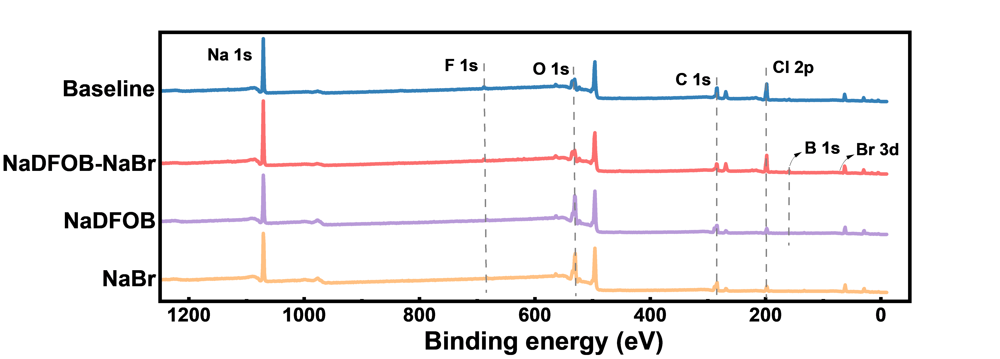 Na 1s
F 1s
O 1s
C 1s
Cl 2p
Baseline
B 1s
Br 3d
NaDFOB-NaBr
NaDFOB
NaBr
1200 1000 800 600 400 200 0
Binding energy (eV)